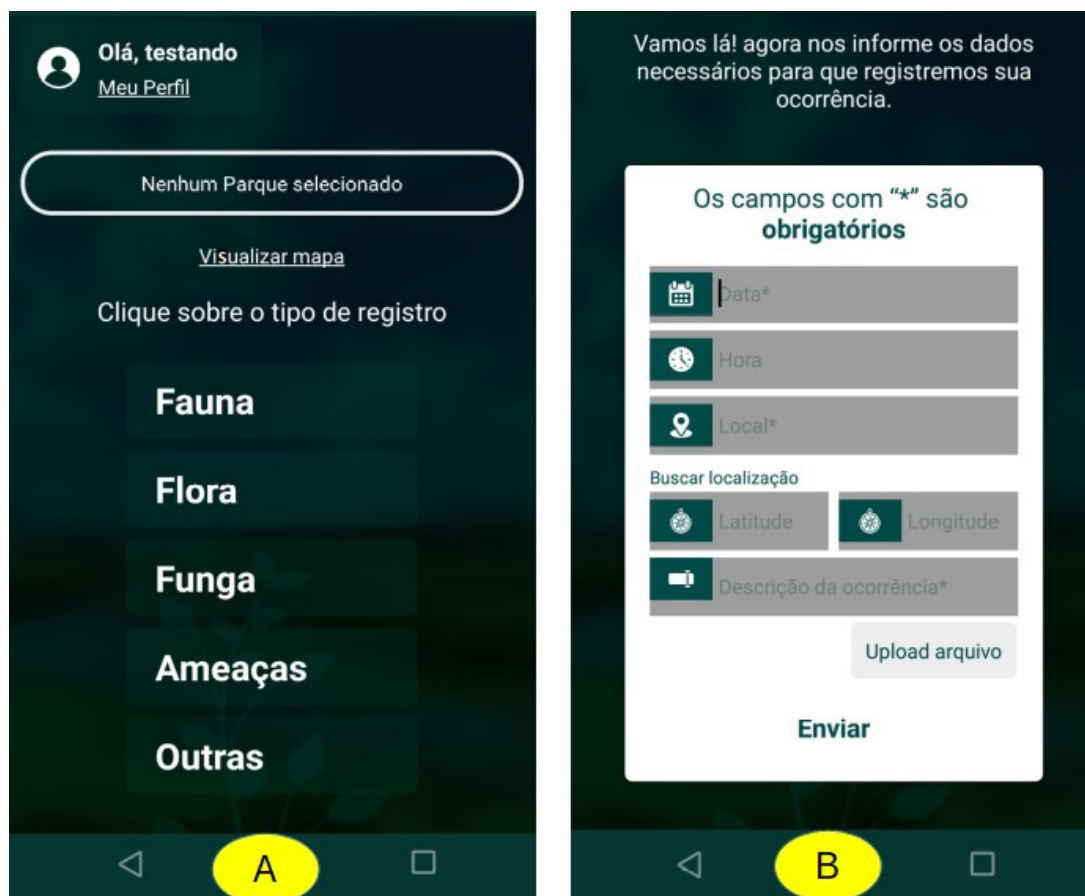 Olá, testando
Meu Perfil
Nenhum Parque selecionado
Visualizar mapa
Clique sobre o tipo de registro
Fauna
Flora
Funga
Ameaças
Outras
A
Vamos lá! agora nos informe os dados
necessários para que registremos sua
ocorrência.
Os campos com “*” são
obrigatórios
Data*
Hora
Local*
Buscar localização
Latitude
Longitude
Descrição da ocorrência*
Upload arquivo
Enviar
B